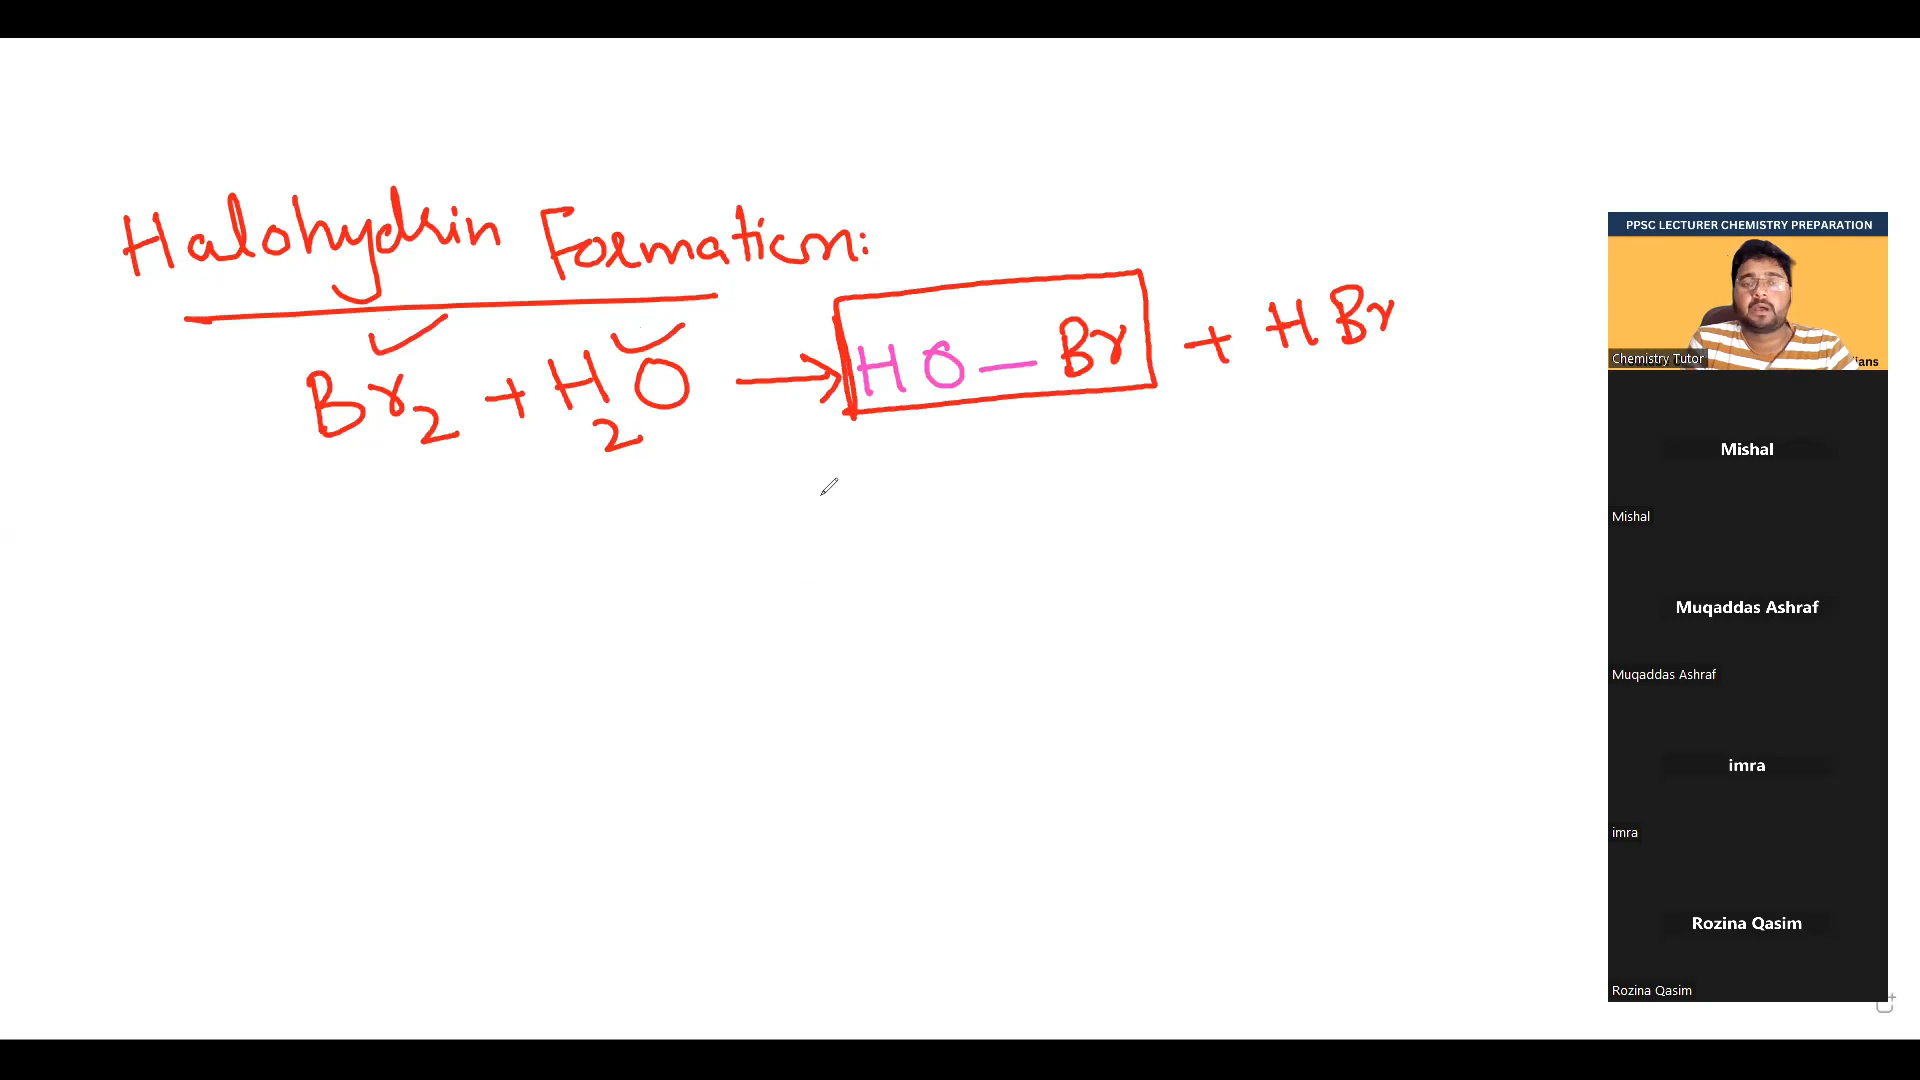 Halohydrin Formation:
Br2 + H2O → HO — Br + HBr
PPSC LECTURER CHEMISTRY PREPARATION
Chemistry Tutor
ians
Mishal
Mishal
Muqaddas Ashraf
Muqaddas Ashraf
imra
imra
Rozina Qasim
Rozina Qasim